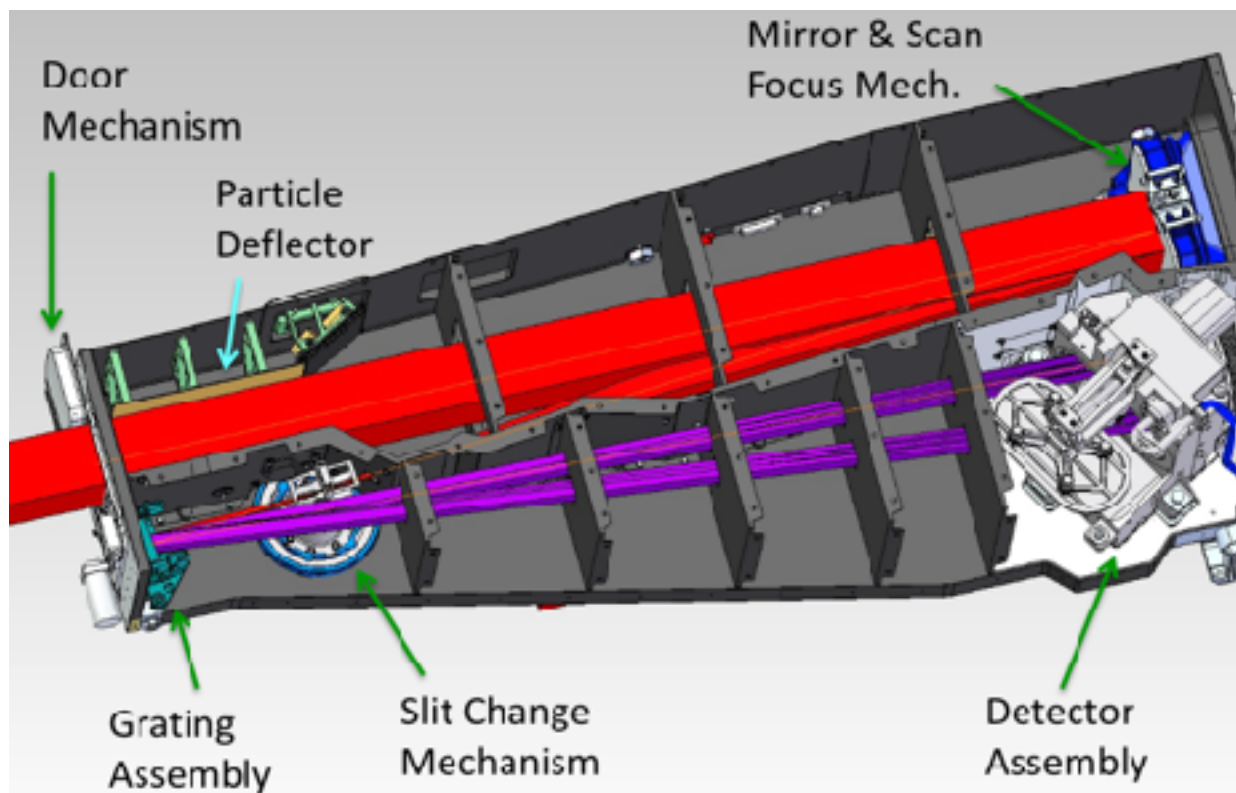 Door
Mechanism
Particle
Deflector
Mirror & Scan
Focus Mech.
Grating
Assembly
Slit Change
Mechanism
Detector
Assembly